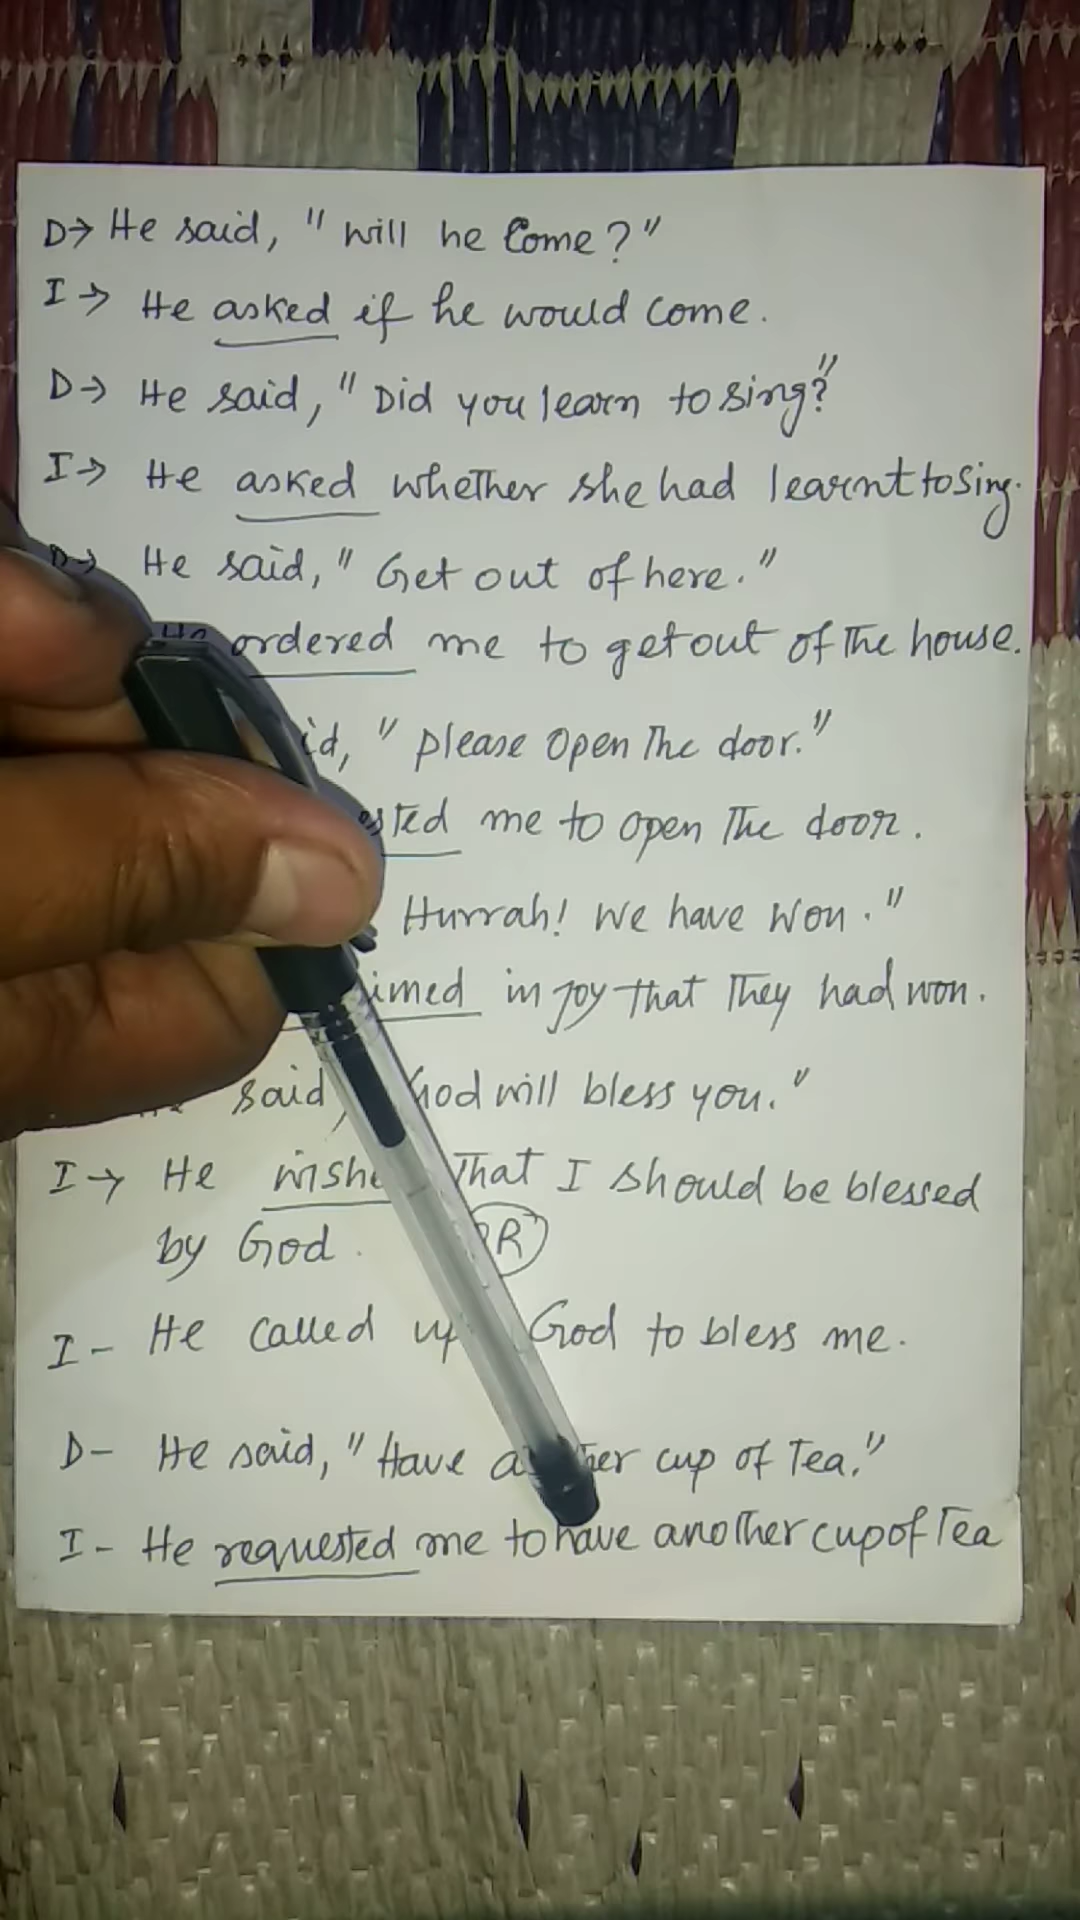 D→ He said, "will he Come?"
I→ He asked if he would come.
D→ He said, "Did you learn to sing?"
I→ He asked whether she had learnt to sing.
D→ He said, "Get out of here."
He ordered me to get out of The house.
"please open The door."
me to open The door.
Hurrah! We have won."
in joy that They had won.
said, God will bless you."
I→ He That I should be blessed
by God.
I- He called God to bless me.
D- He said, "Have cup of Tea."
I- He requested me to have another cup of Tea